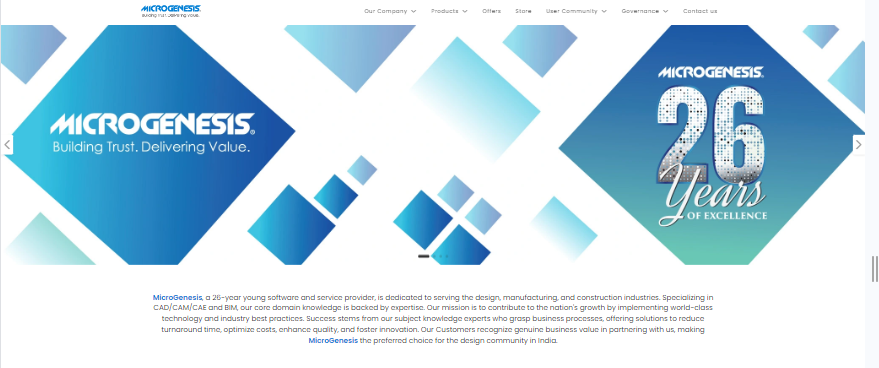 MICROGENESIS.
Building Trust. Delivering Value.
Our Company Products Offers Store User Community Governance Contact us
MICROGENESIS®
Building Trust. Delivering Value.
MICROGENESIS.
26
Years
OF EXCELLENCE
MicroGenesis, a 26-year young software and service provider, is dedicated to serving the design, manufacturing, and construction industries. Specializing in
CAD/CAM/CAE and BIM, our core domain knowledge is backed by expertise. Our mission is to contribute to the nation's growth by implementing world-class
technology and industry best practices. Success stems from our subject knowledge experts who grasp business processes, offering solutions to reduce
turnaround time, optimize costs, enhance quality, and foster innovation. Our Customers recognize genuine business value in partnering with us, making
MicroGenesis the preferred choice for the design community in India.